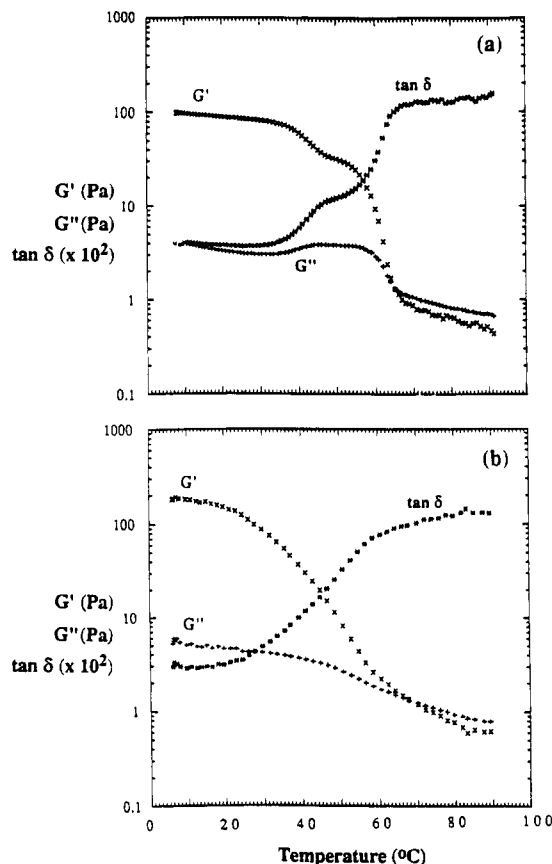 1000
(a)
G'
tan δ
100
G' (Pa)
G"(Pa)
tan δ (x 10²)
10
G"
1
0.1
1000
(b)
G'
tan δ
100
G' (Pa)
G"(Pa)
tan δ (x 10²)
G"
10
1
0.1
0 20 40 60 80 100
Temperature (ºC)